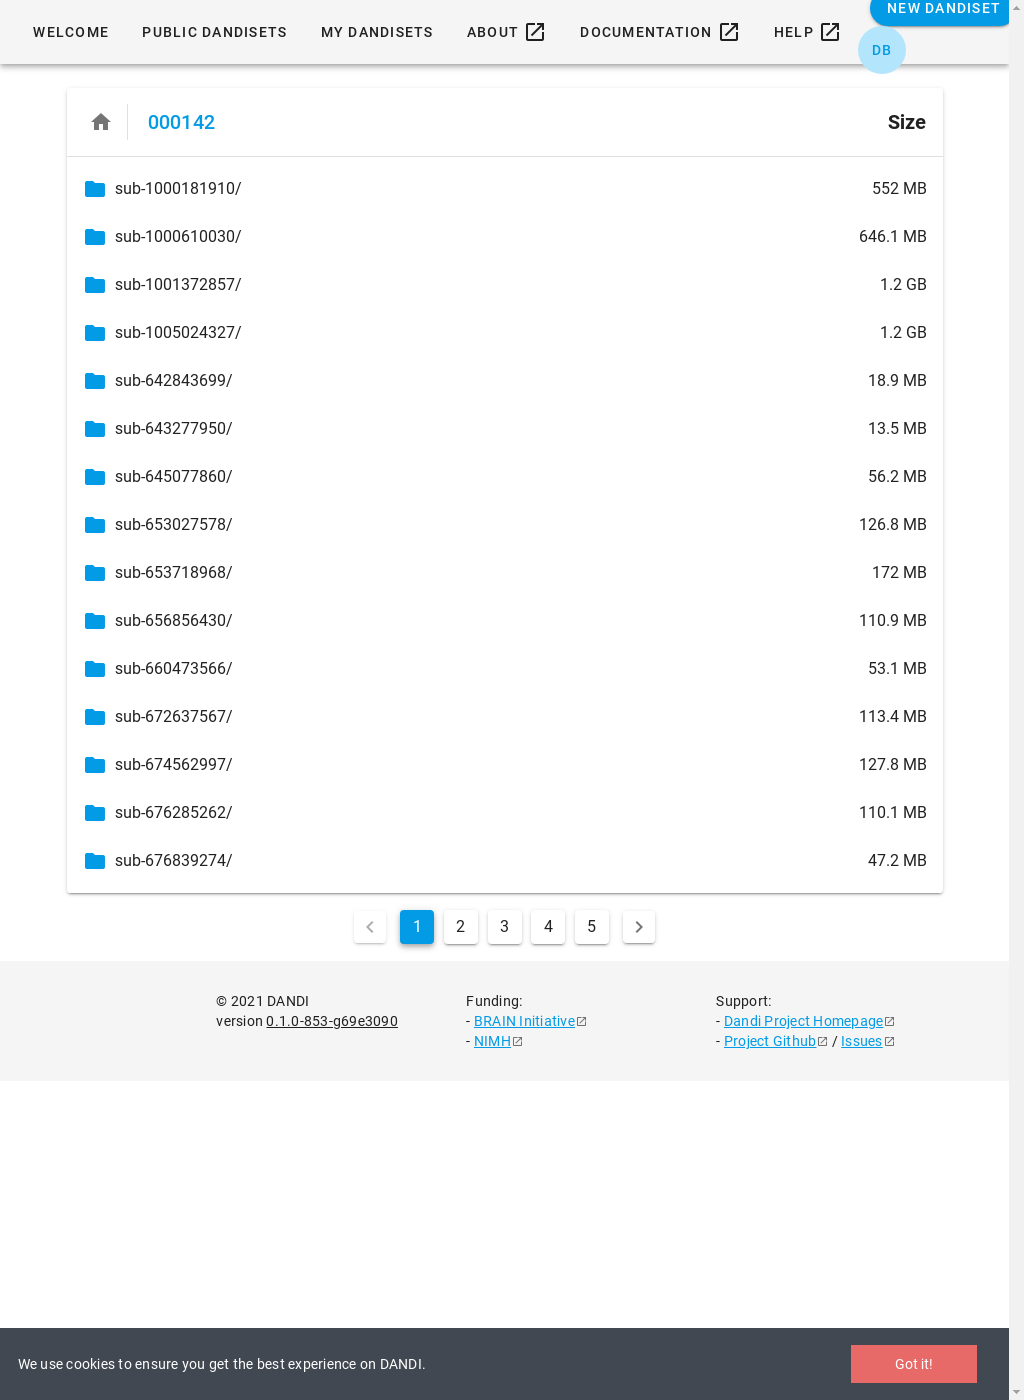 WELCOME PUBLIC DANDISETS MY DANDISETS ABOUT DOCUMENTATION HELP NEW DANDISET
DB
000142 Size
sub-1000181910/ 552 MB
sub-1000610030/ 646.1 MB
sub-1001372857/ 1.2 GB
sub-1005024327/ 1.2 GB
sub-642843699/ 18.9 MB
sub-643277950/ 13.5 MB
sub-645077860/ 56.2 MB
sub-653027578/ 126.8 MB
sub-653718968/ 172 MB
sub-656856430/ 110.9 MB
sub-660473566/ 53.1 MB
sub-672637567/ 113.4 MB
sub-674562997/ 127.8 MB
sub-676285262/ 110.1 MB
sub-676839274/ 47.2 MB
1 2 3 4 5
© 2021 DANDI
version 0.1.0-853-g69e3090
Funding:
- BRAIN Initiative
- NIMH
Support:
- Dandi Project Homepage
- Project Github / Issues
We use cookies to ensure you get the best experience on DANDI. Got it!